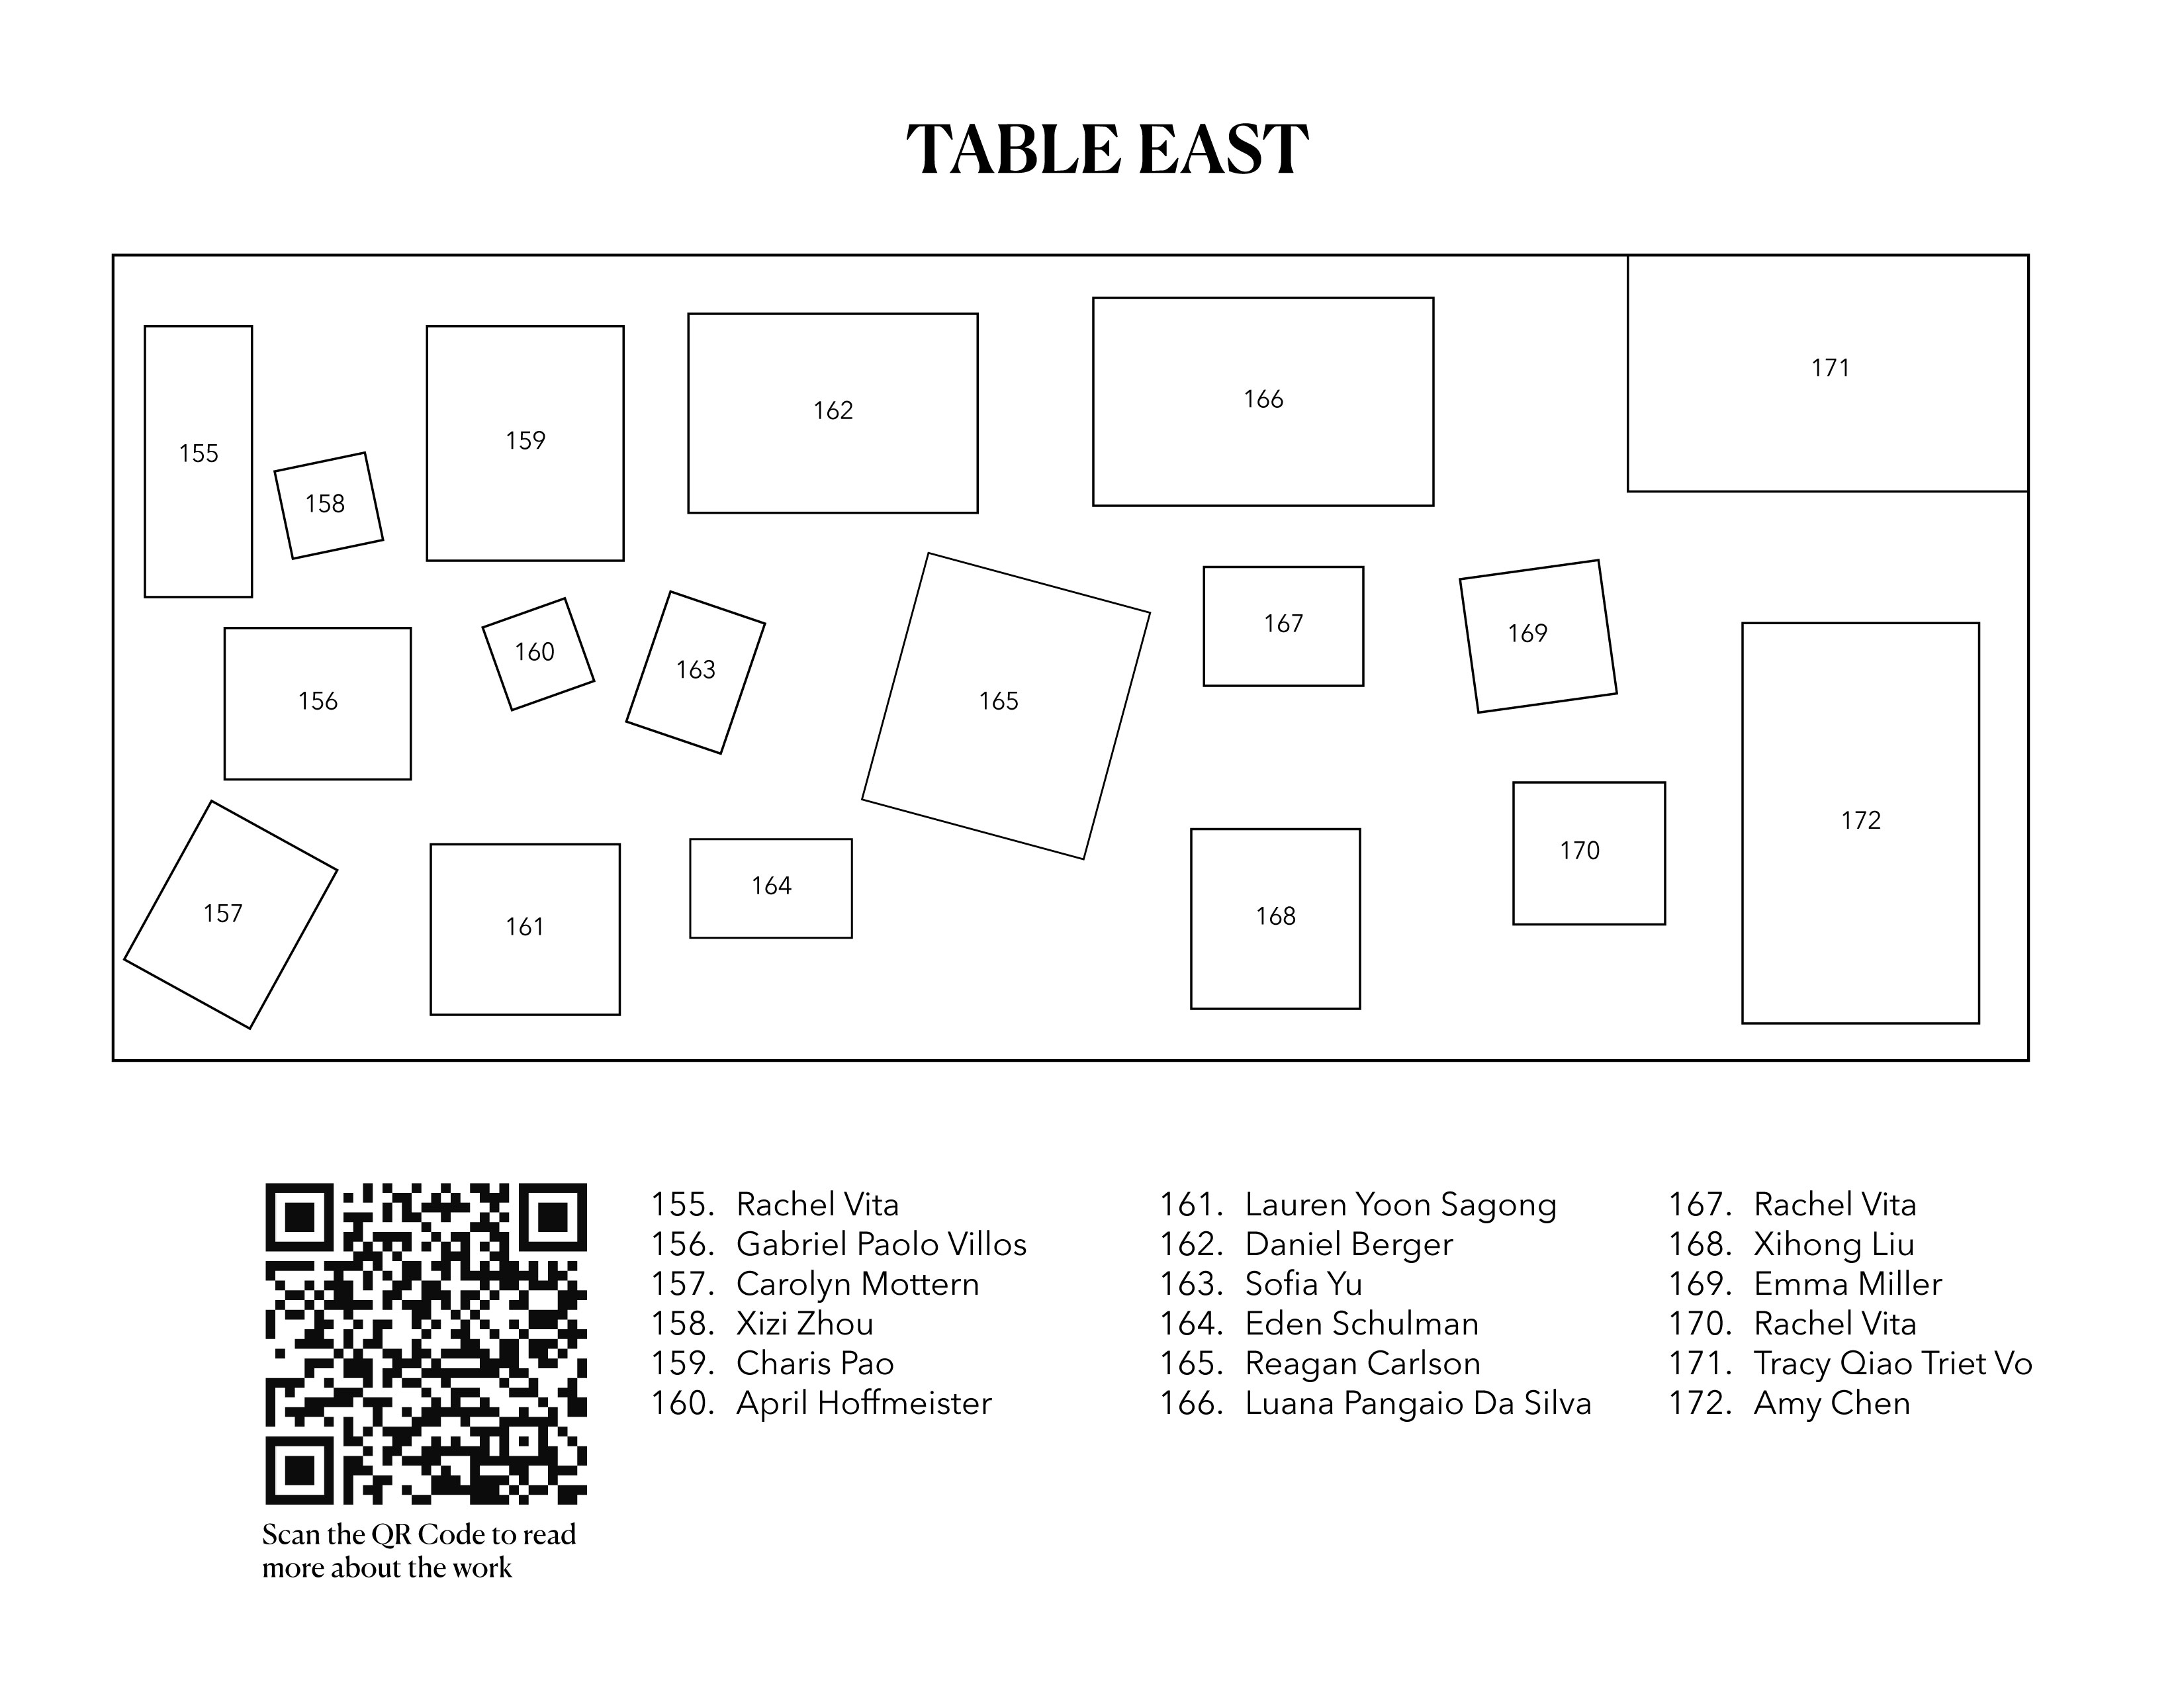 TABLE EAST
155
158
159
162
166
171
156
160
163
165
167
169
157
161
164
168
170
172
155. Rachel Vita
156. Gabriel Paolo Villos
157. Carolyn Mottern
158. Xizi Zhou
159. Charis Pao
160. April Hoffmeister
161. Lauren Yoon Sagong
162. Daniel Berger
163. Sofia Yu
164. Eden Schulman
165. Reagan Carlson
166. Luana Pangaio Da Silva
167. Rachel Vita
168. Xihong Liu
169. Emma Miller
170. Rachel Vita
171. Tracy Qiao Triet Vo
172. Amy Chen
Scan the QR Code to read
more about the work